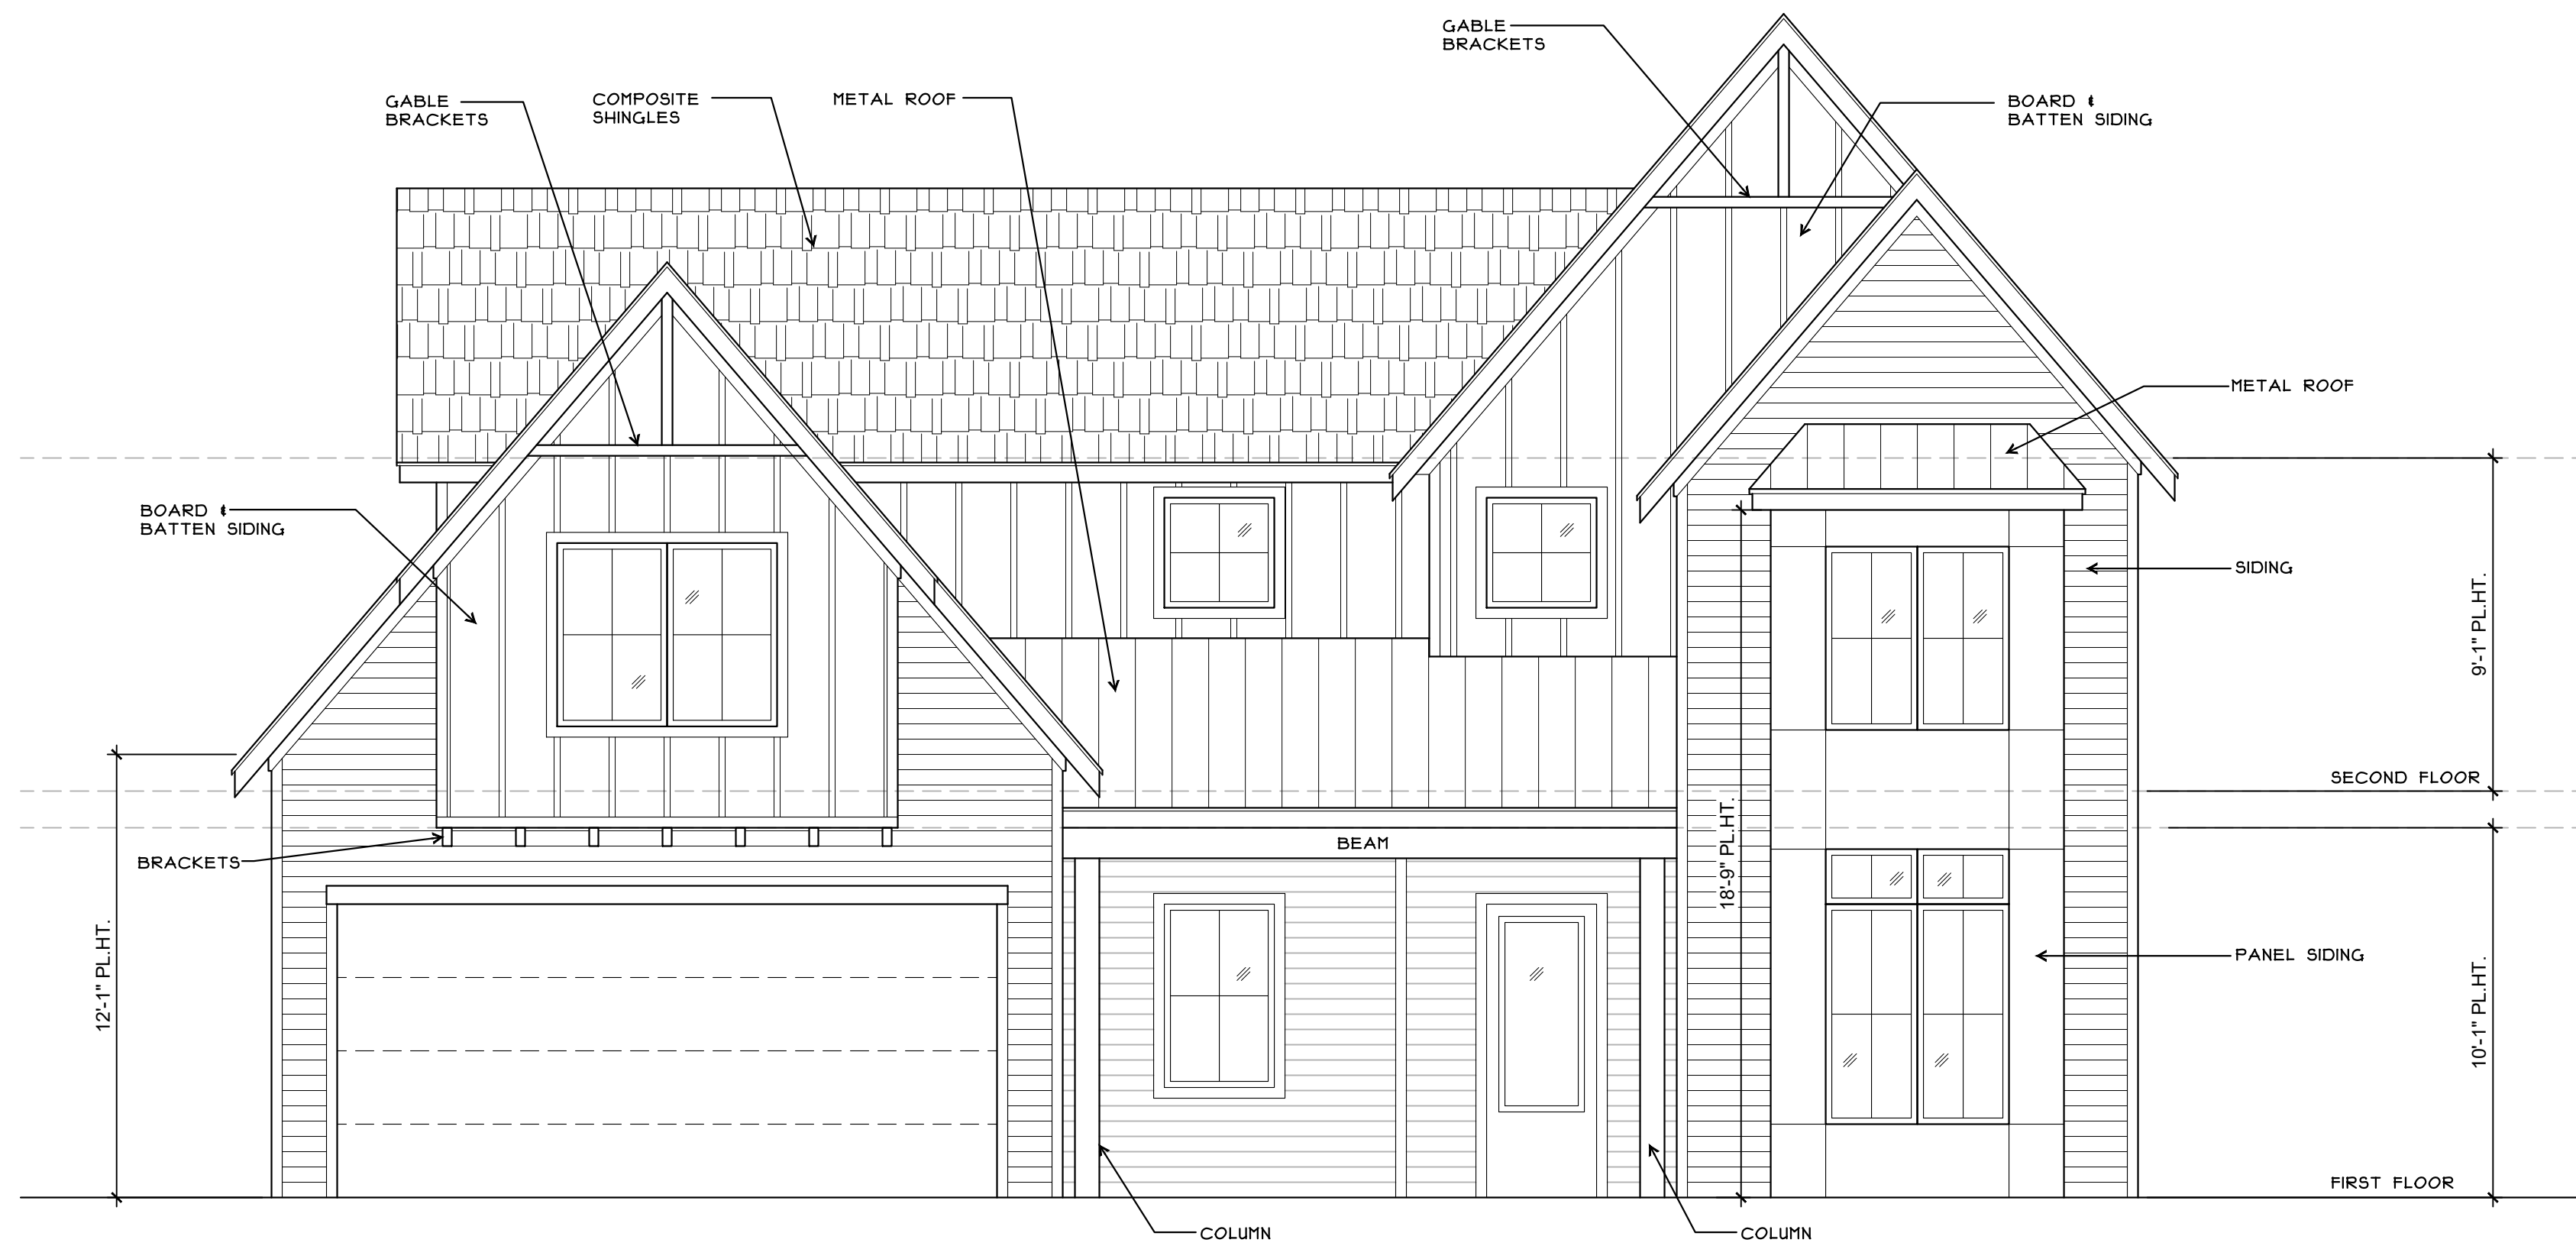 GABLE
BRACKETS
GABLE
BRACKETS
COMPOSITE
SHINGLES
METAL ROOF
BOARD &
BATTEN SIDING
METAL ROOF
BOARD &
BATTEN SIDING
SIDING
9'-1" PL.HT.
SECOND FLOOR
BRACKETS
BEAM
18'-9" PL.HT.
12'-1" PL.HT.
PANEL SIDING
10'-1" PL.HT.
FIRST FLOOR
COLUMN
COLUMN